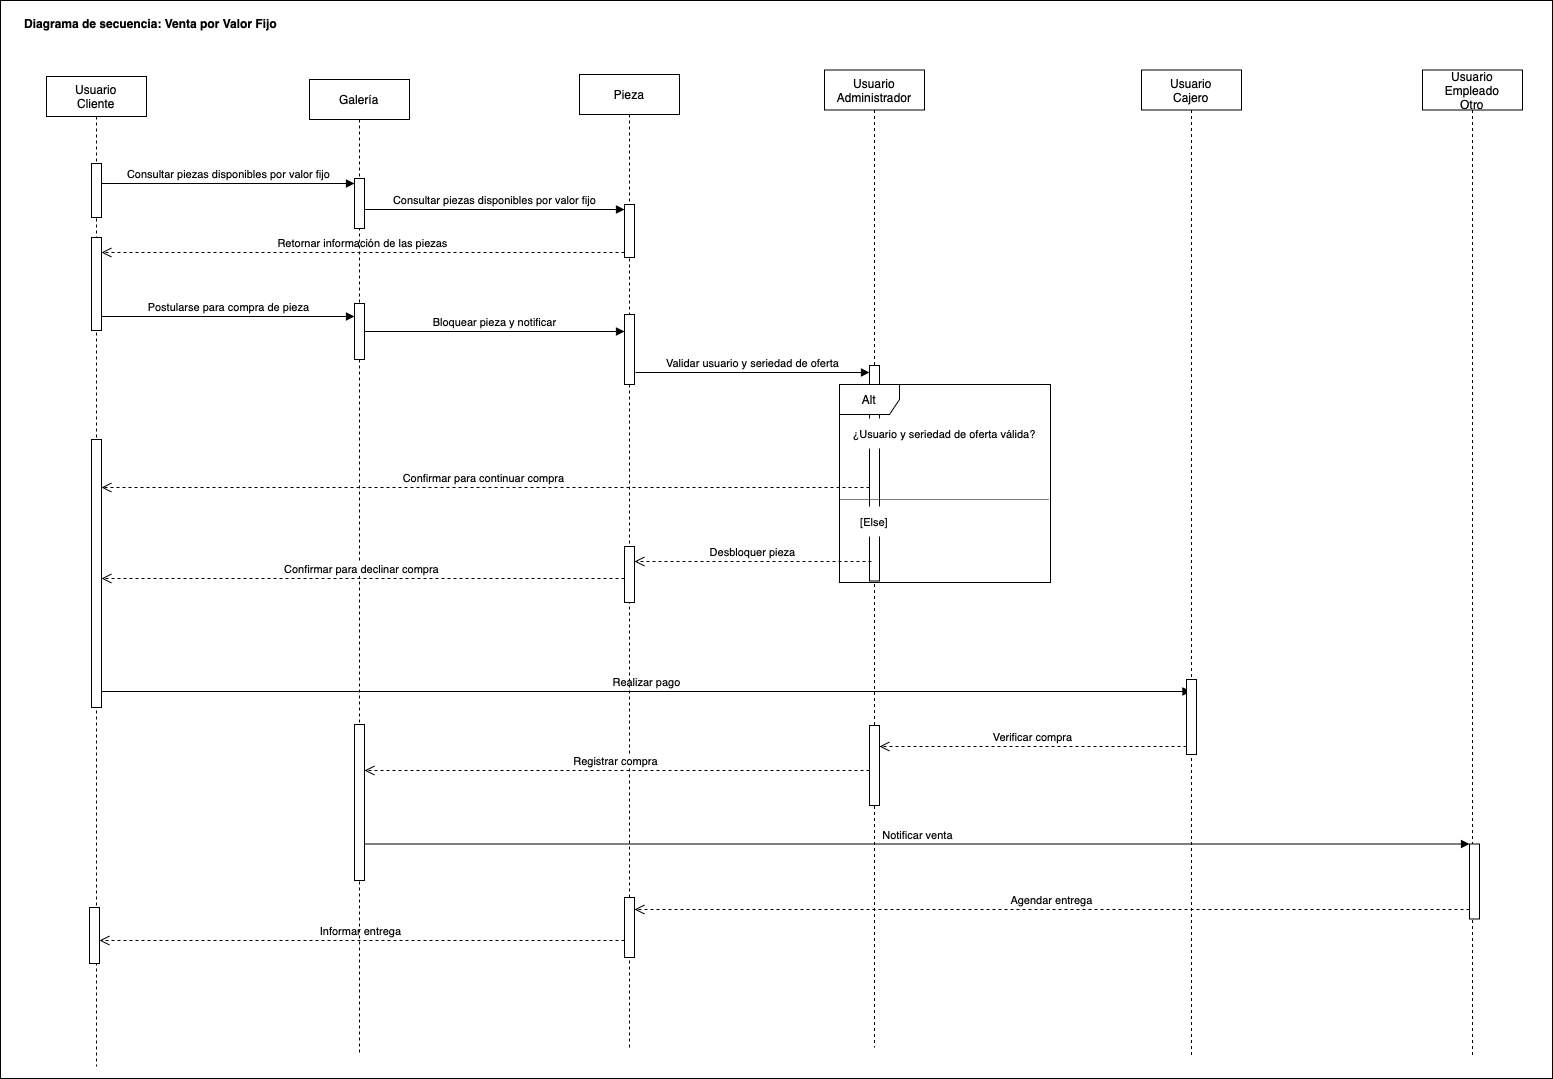 Diagrama de secuencia: Venta por Valor Fijo
Usuario
Cliente
Galería
Pieza
Usuario
Administrador
Usuario
Cajero
Usuario
Empleado
Otro
Consultar piezas disponibles por valor fijo
Consultar piezas disponibles por valor fijo
Retornar información de las piezas
Postularse para compra de pieza
Bloquear pieza y notificar
Validar usuario y seriedad de oferta
Alt
¿Usuario y seriedad de oferta válida?
Confirmar para continuar compra
[Else]
Desbloquer pieza
Confirmar para declinar compra
Realizar pago
Verificar compra
Registrar compra
Notificar venta
Agendar entrega
Informar entrega